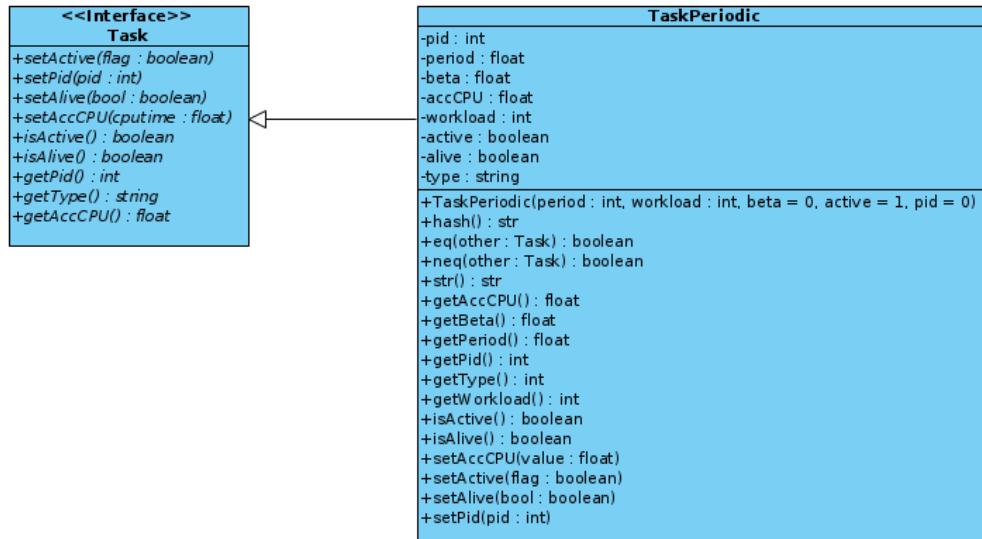 <<Interface>>
Task
+setActive(flag : boolean)
+setPid(pid : int)
+setAlive(bool : boolean)
+setAccCPU(cputime : float)
+isActive() : boolean
+isAlive() : boolean
+getPid() : int
+getType() : string
+getAccCPU() : float
TaskPeriodic
-pid : int
-period : float
-beta : float
-accCPU : float
-workload : int
-active : boolean
-alive : boolean
-type : string
+TaskPeriodic(period : int, workload : int, beta = 0, active = 1, pid = 0)
+hash() : str
+eq(other : Task) : boolean
+neq(other : Task) : boolean
+str() : str
+getAccCPU() : float
+getBeta() : float
+getPeriod() : float
+getPid() : int
+getType() : int
+getWorkload() : int
+isActive() : boolean
+isAlive() : boolean
+setAccCPU(value : float)
+setActive(flag : boolean)
+setAlive(bool : boolean)
+setPid(pid : int)